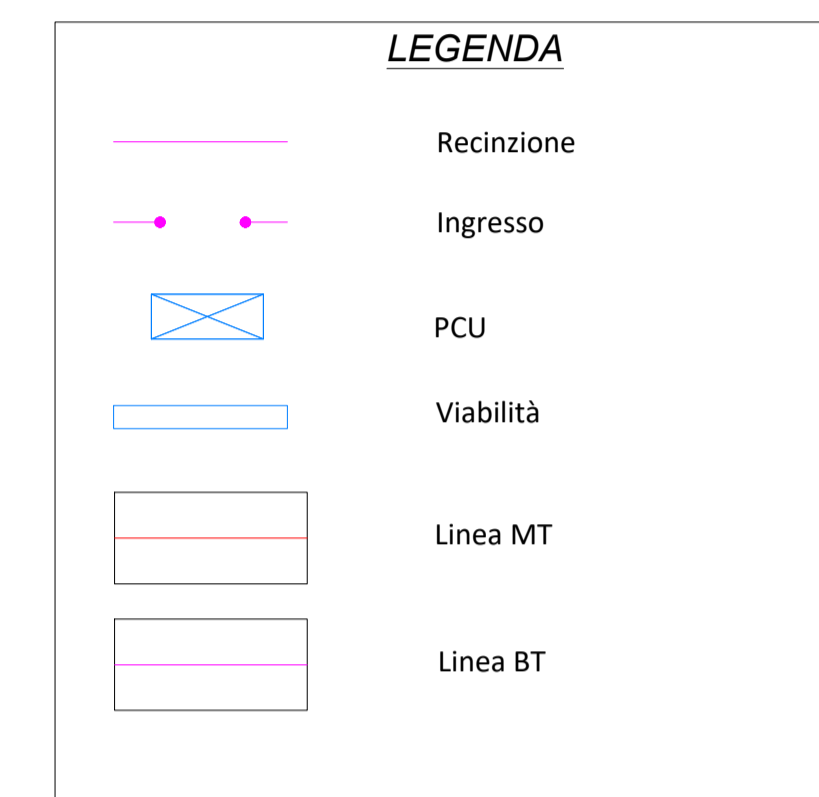 LEGENDA
Recinzione
Ingresso
PCU
Viabilità
Linea MT
Linea BT